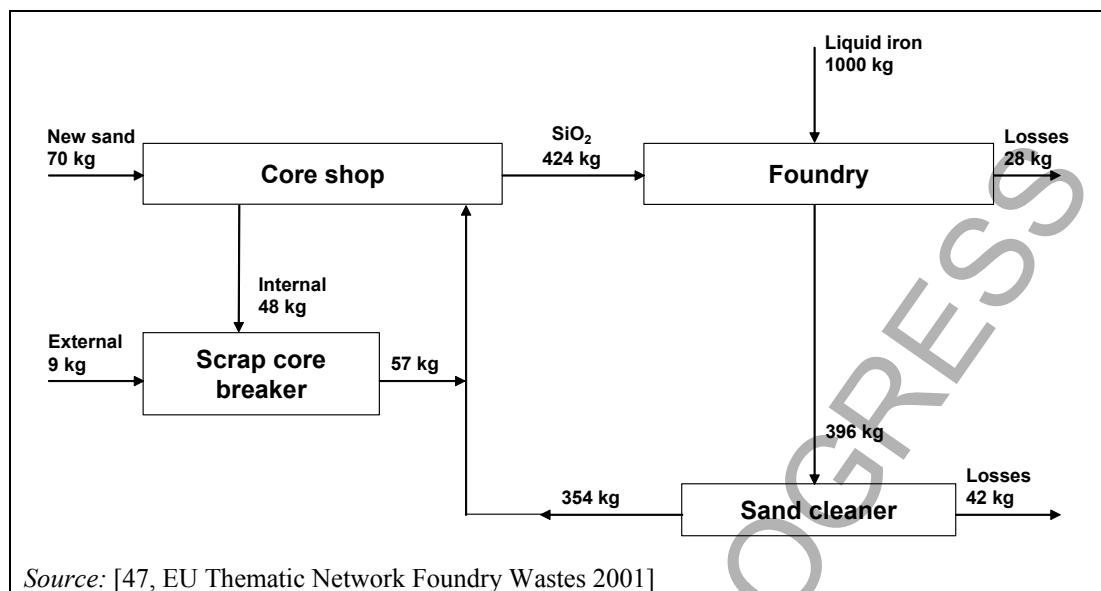 Liquid iron
1000 kg
New sand
70 kg
Core shop
SiO2
424 kg
Foundry
Losses
28 kg
Internal
48 kg
External
9 kg
Scrap core
breaker
57 kg
396 kg
354 kg
Sand cleaner
Losses
42 kg
Source: [47, EU Thematic Network Foundry Wastes 2001]
OGRESS